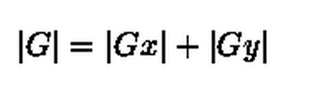 |G| = |Gx| + |Gy|